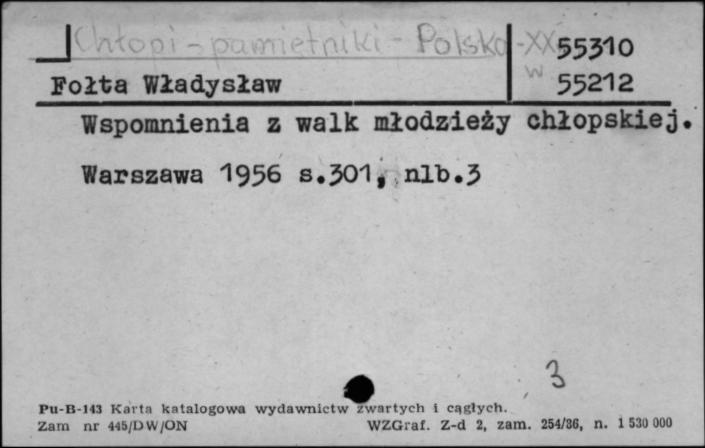 Chłopi - pamiętniki - Polska - XX w
55310
Fołta Władysław
55212
Wspomnienia z walk młodzieży chłopskiej.
Warszawa 1956 s.301, nlb.3
3
Pu-B-143 Karta katalogowa wydawnictw zwartych i ciągłych.
Zam nr 445/DW/ON WZGraf. Z-d 2, zam. 254/86, n. 1 530 000